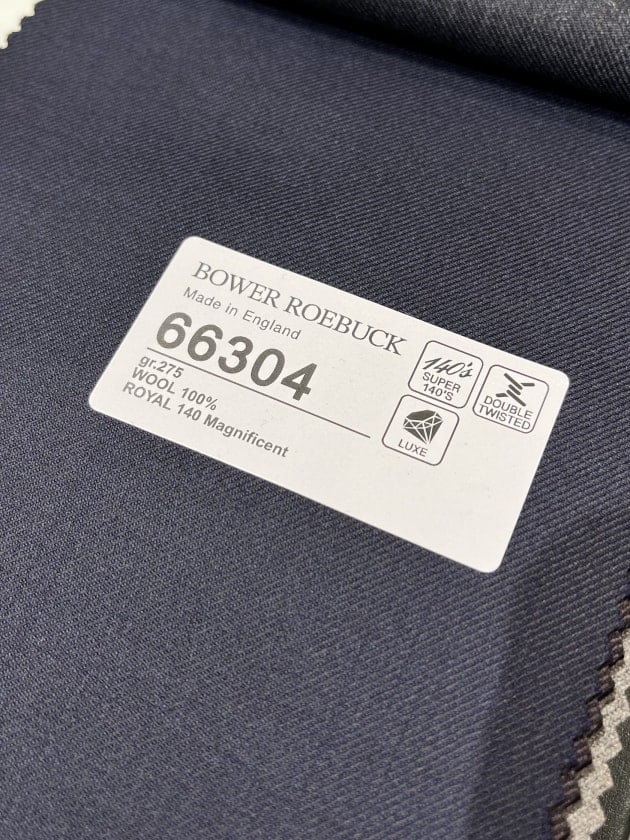 BOWER ROEBUCK
Made in England
66304
gr.275
WOOL 100%
ROYAL 140 Magnificent
140's
SUPER
140'S
DOUBLE
TWISTED
LUXE